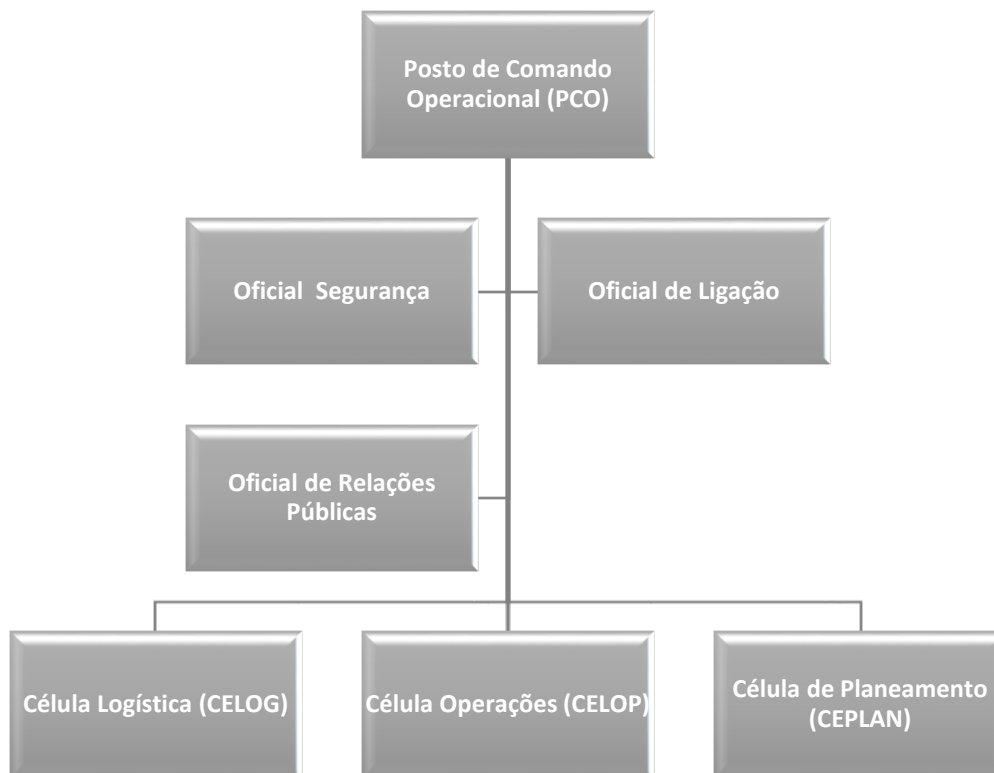 Posto de Comando
Operacional (PCO)
Oficial Segurança
Oficial de Ligação
Oficial de Relações
Públicas
Célula Logística (CELOG)
Célula Operações (CELOP)
Célula de Planeamento
(CEPLAN)